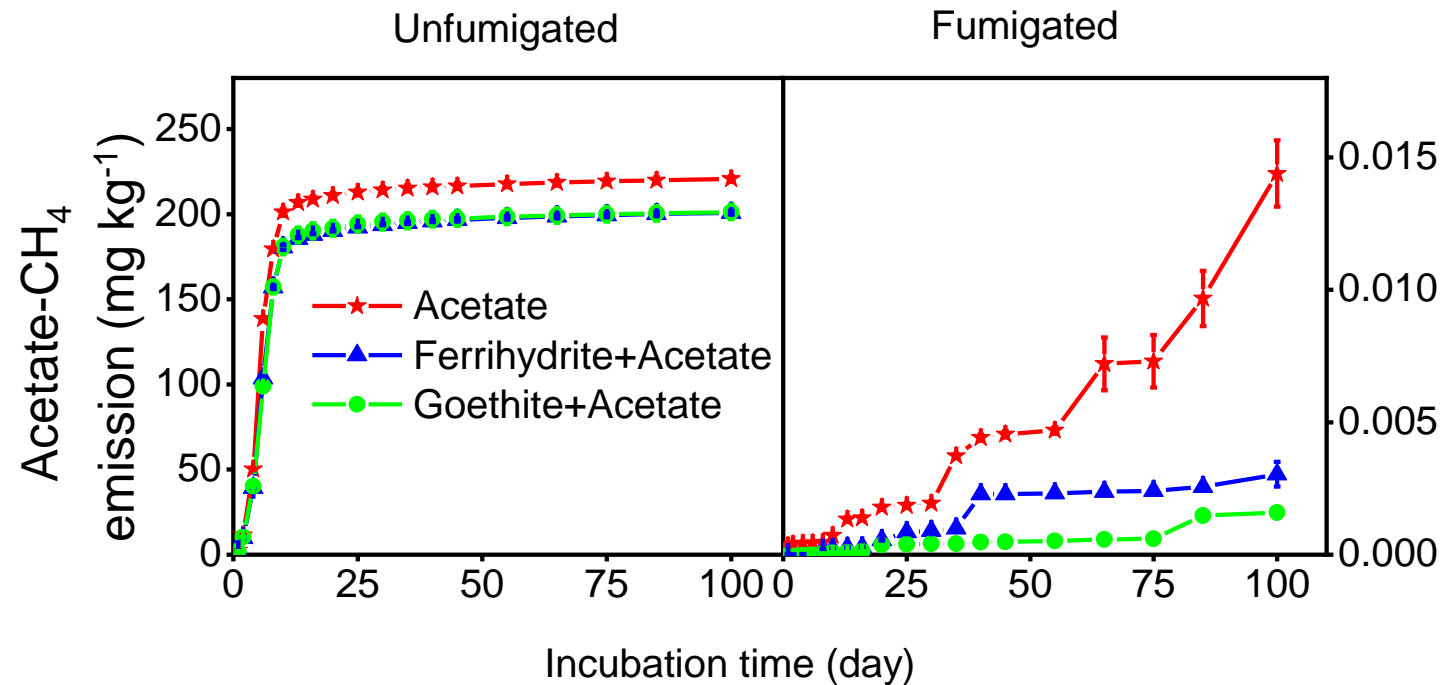 Unfumigated
Fumigated
Acetate-CH₄
emission (mg kg⁻¹)
250
200
150
100
50
0
0.015
0.010
0.005
0.000
Acetate
Ferrihydrite+Acetate
Goethite+Acetate
0 25 50 75 100
0 25 50 75 100
Incubation time (day)